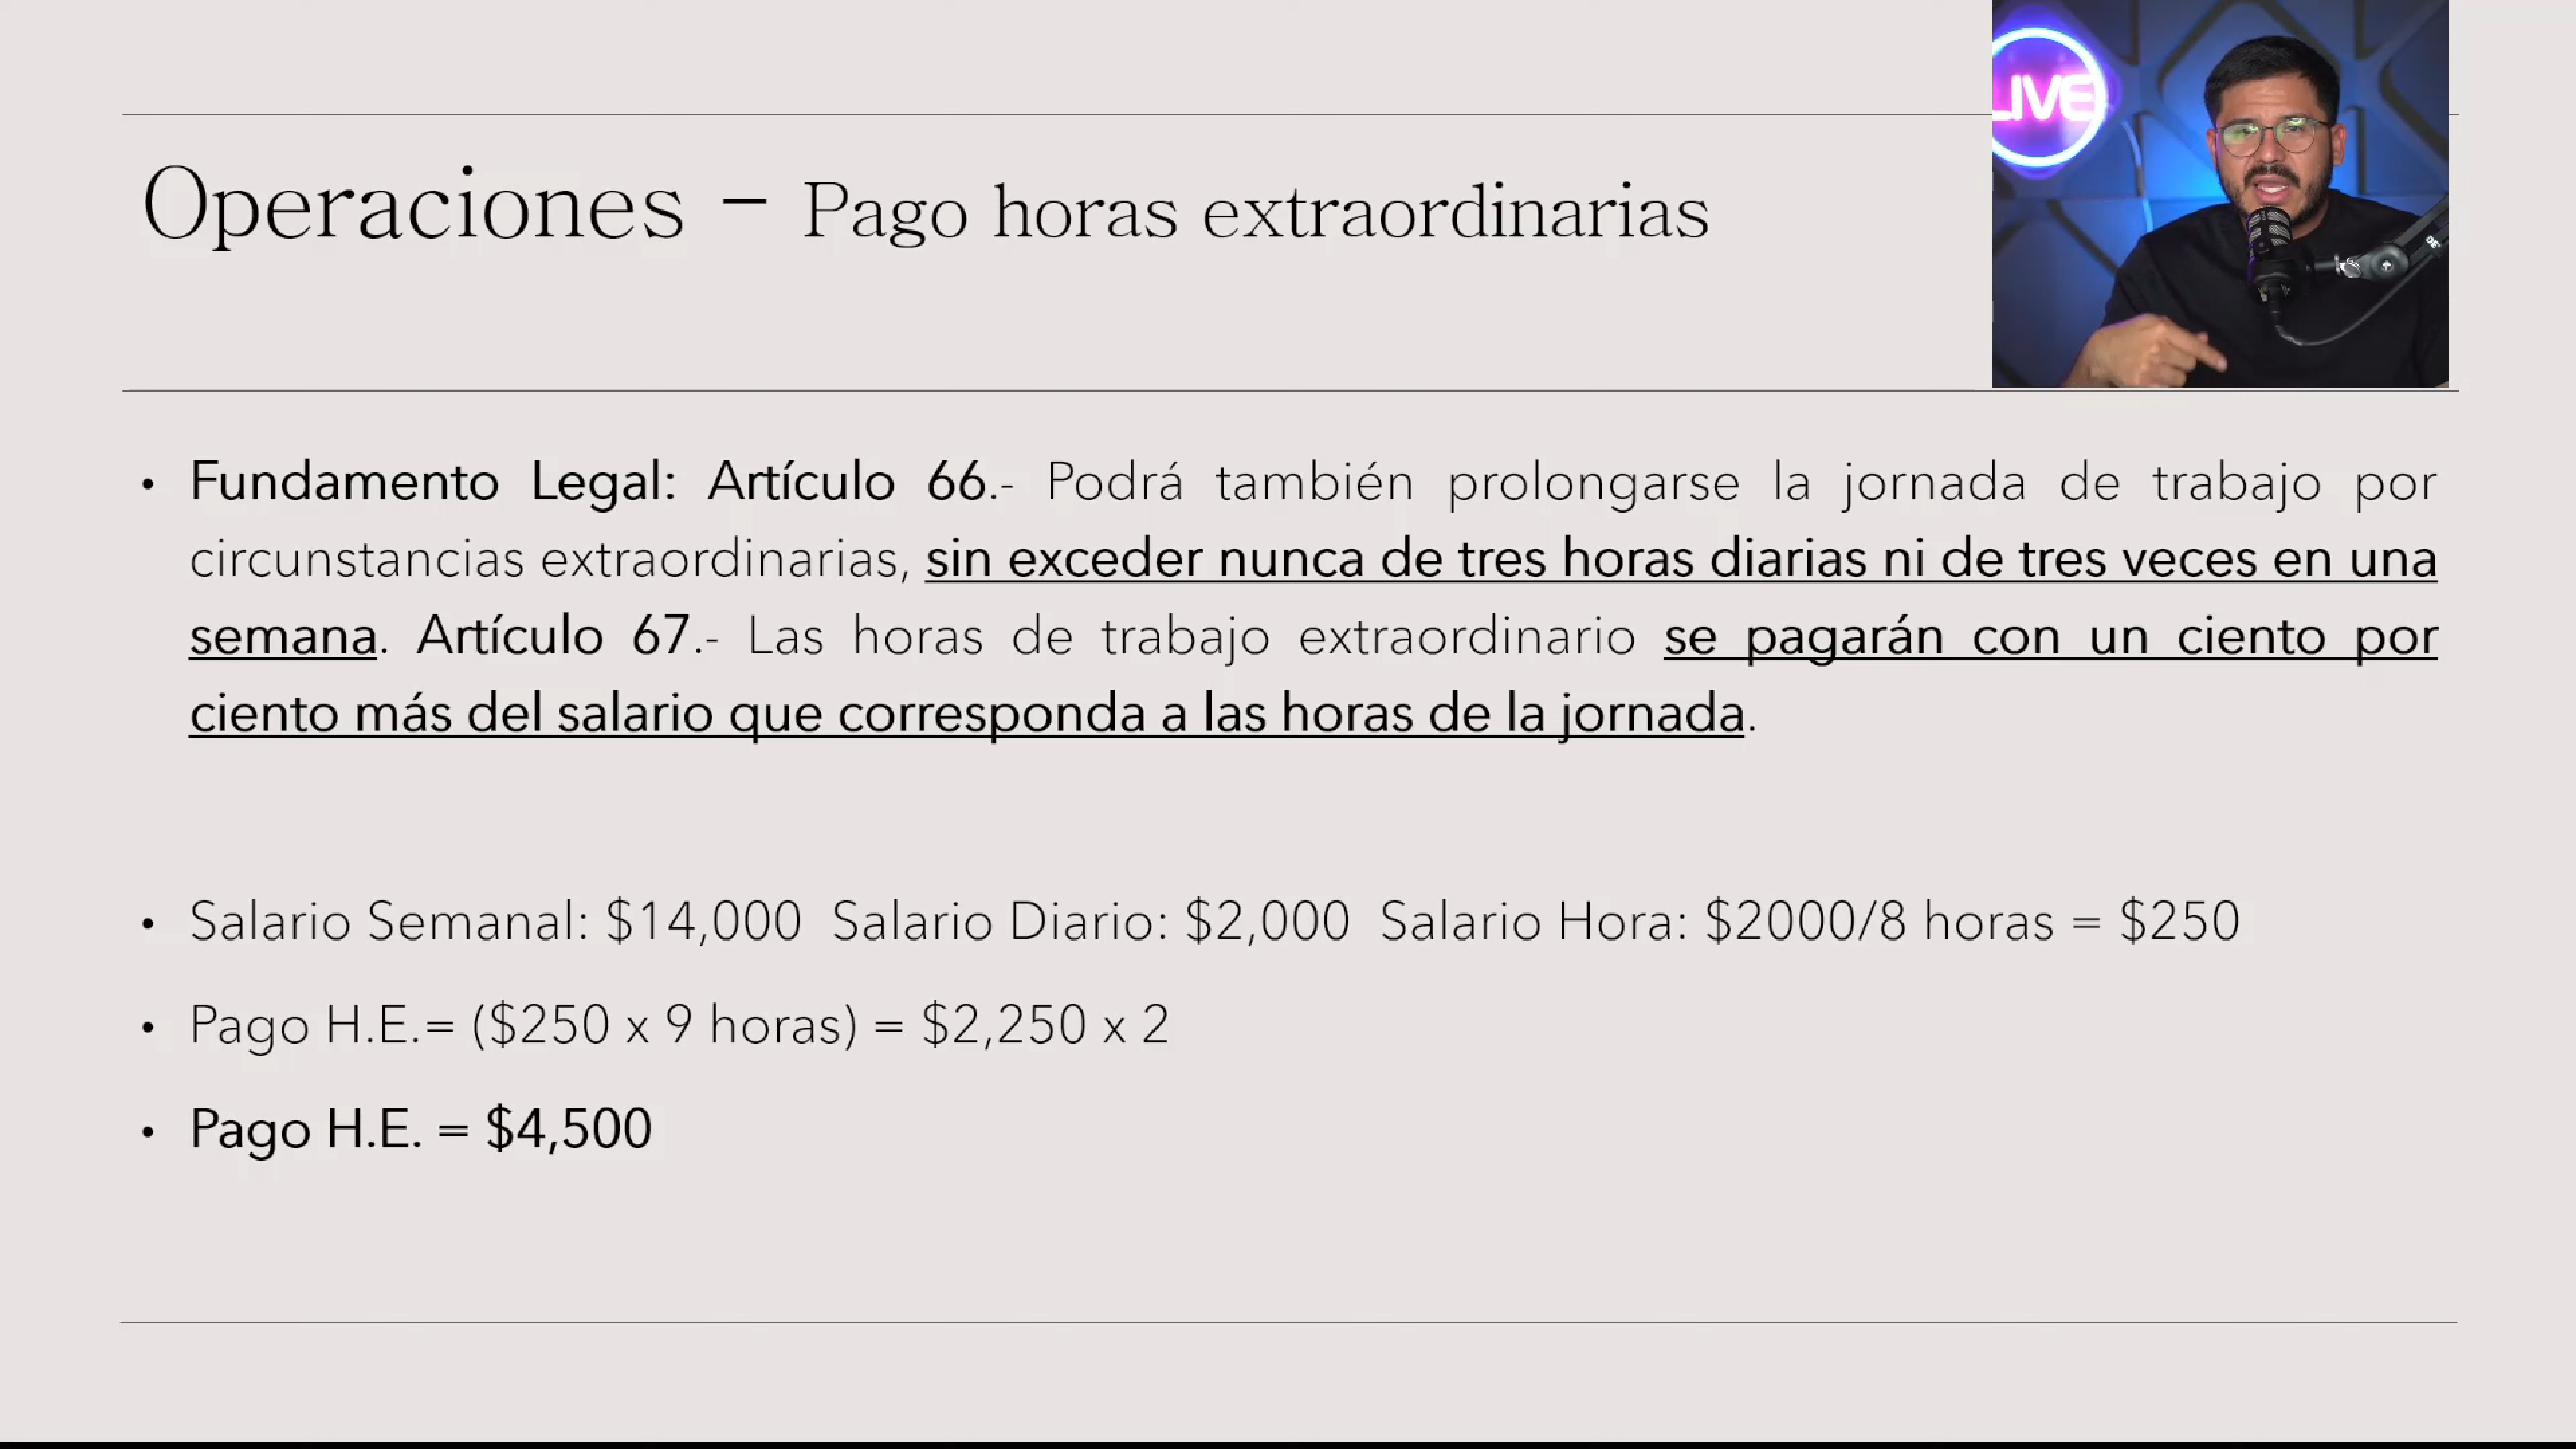 LIVE
Operaciones – Pago horas extraordinarias
• Fundamento Legal: Artículo 66.- Podrá también prolongarse la jornada de trabajo por
circunstancias extraordinarias, sin exceder nunca de tres horas diarias ni de tres veces en una
semana. Artículo 67.- Las horas de trabajo extraordinario se pagarán con un ciento por
ciento más del salario que corresponda a las horas de la jornada.
• Salario Semanal: $14,000 Salario Diario: $2,000 Salario Hora: $2000/8 horas = $250
• Pago H.E.= ($250 x 9 horas) = $2,250 x 2
• Pago H.E. = $4,500